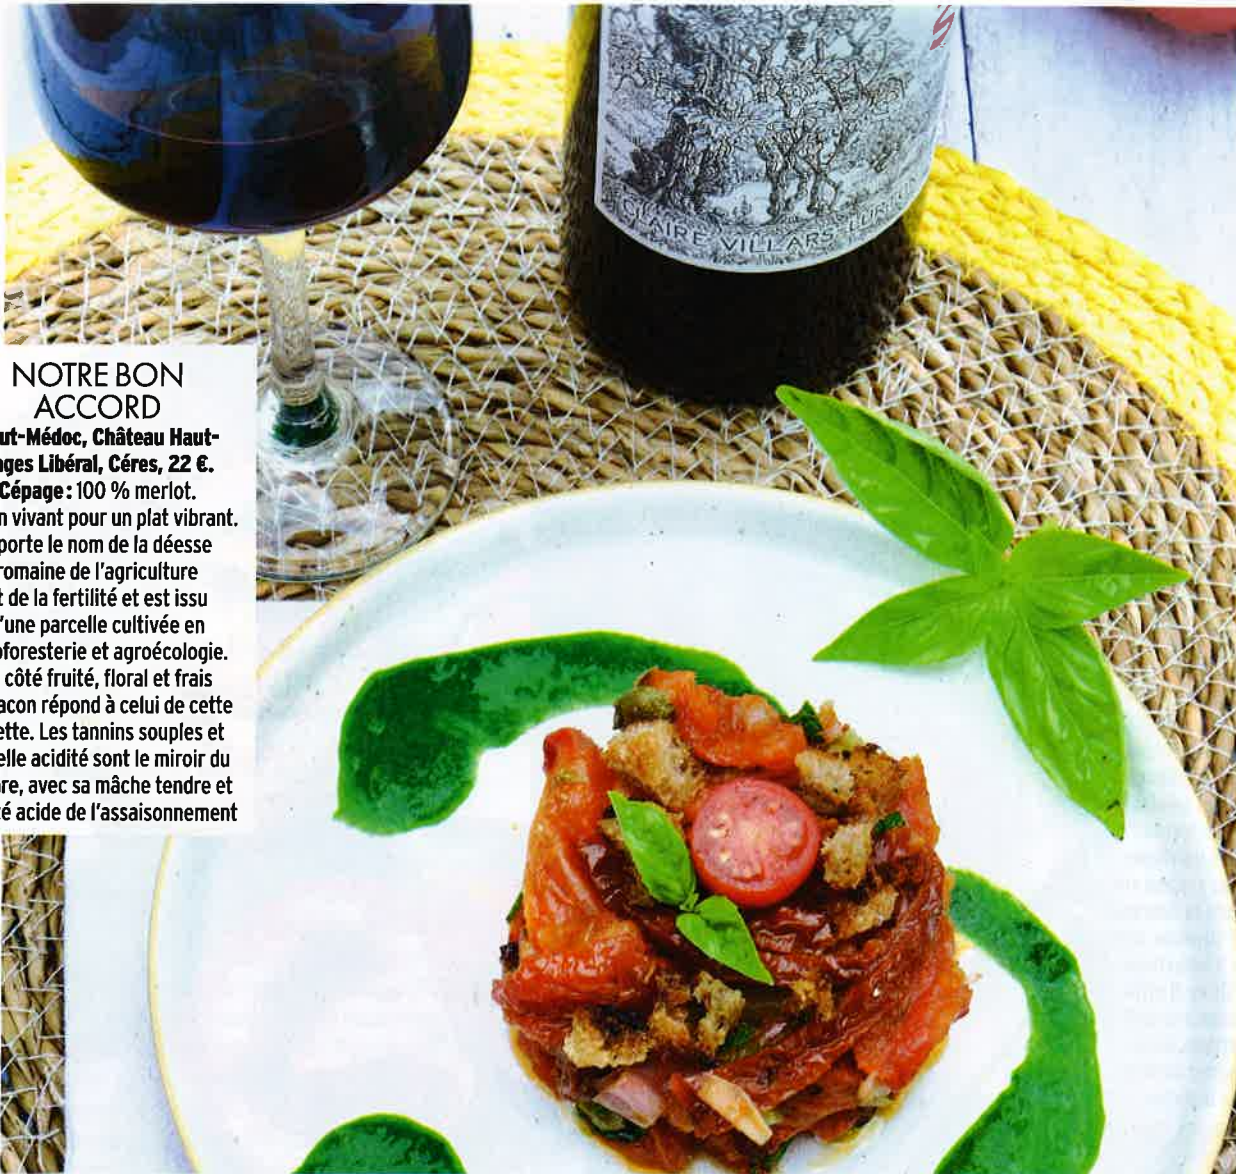 CLAIRE VILLARS LURTON
NOTRE BON
ACCORD
ut-Médoc, Château Haut-
ges Libéral, Céres, 22 €.
Cépage : 100 % merlot.
n vivant pour un plat vibrant.
porte le nom de la déesse
romaine de l'agriculture
t de la fertilité et est issu
'une parcelle cultivée en
oforesterie et agroécologie.
côté fruité, floral et frais
acon répond à celui de cette
ette. Les tannins souples et
elle acidité sont le miroir du
re, avec sa mâche tendre et
é acide de l'assaisonnement